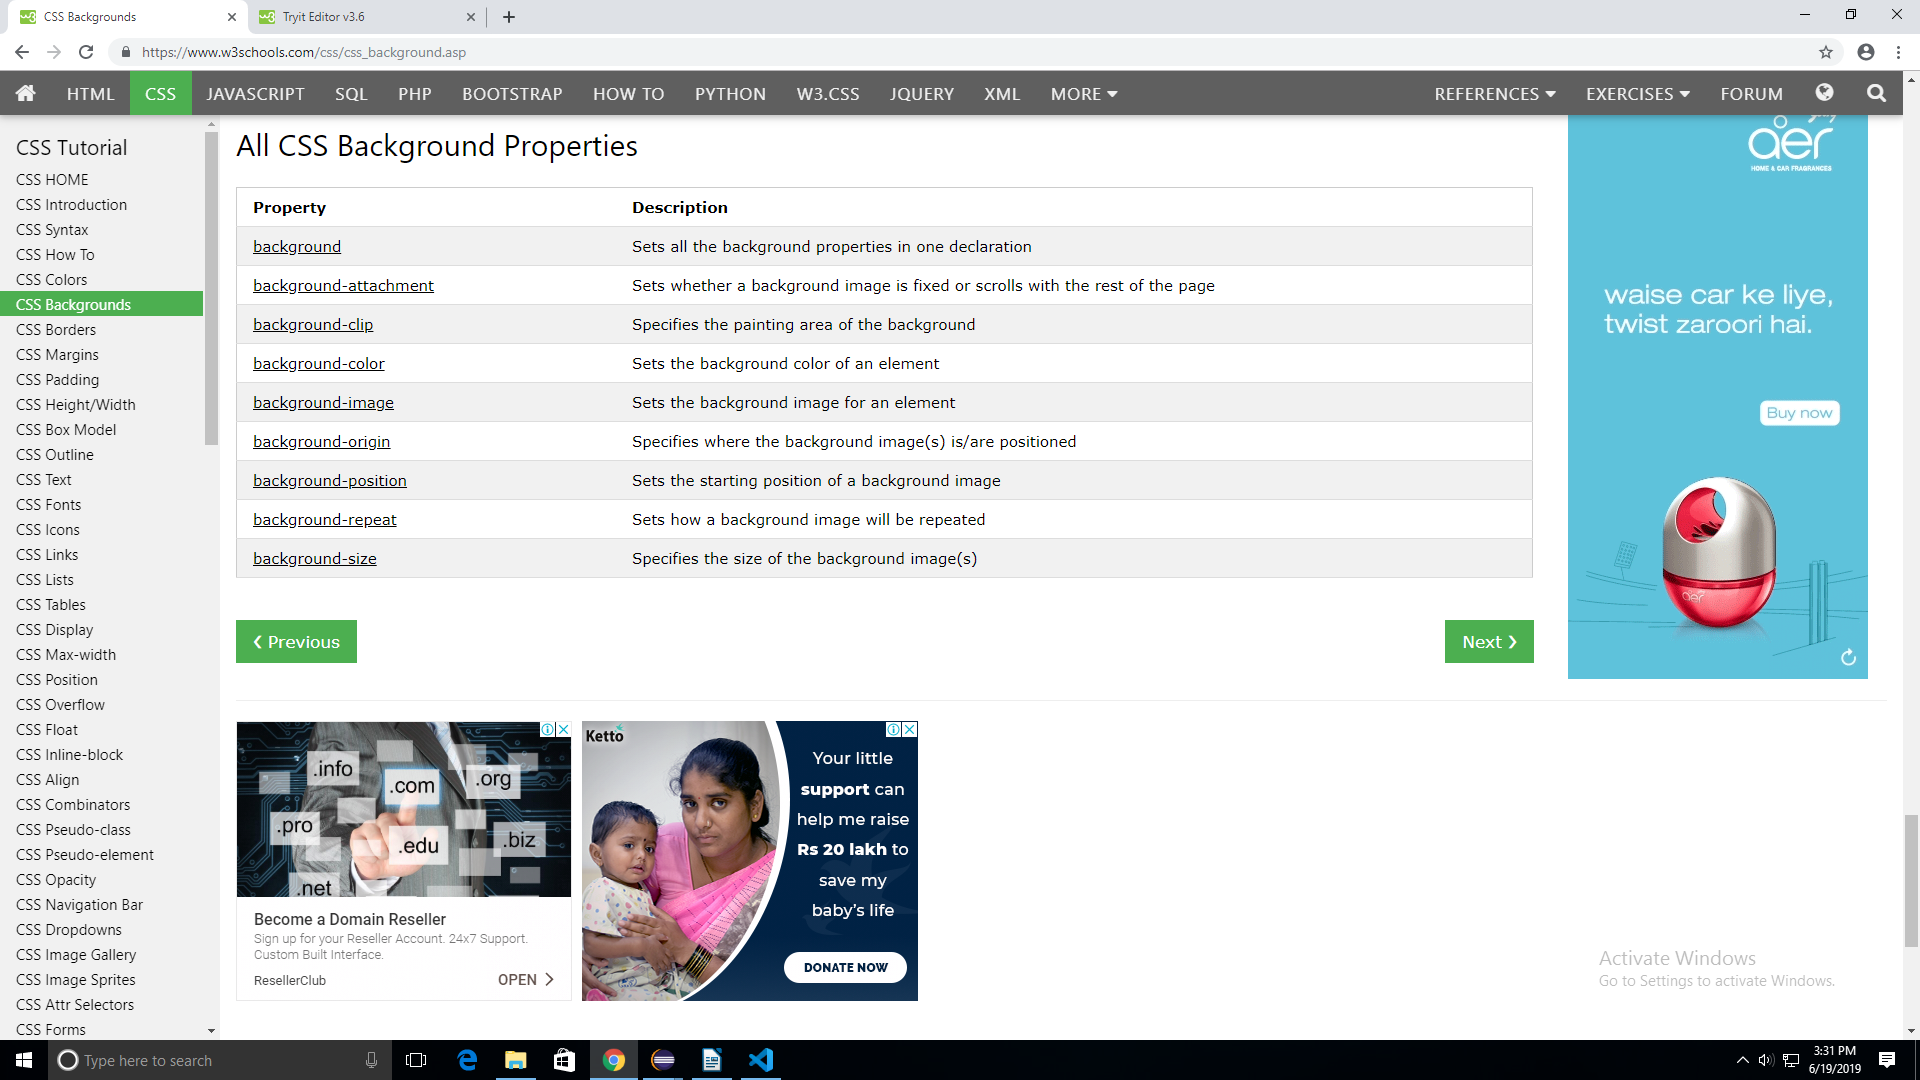 CSS Backgrounds
Tryit Editor v3.6
https://www.w3schools.com/css/css_background.asp
HTML CSS JAVASCRIPT SQL PHP BOOTSTRAP HOW TO PYTHON W3.CSS JQUERY XML MORE REFERENCES EXERCISES FORUM
CSS Tutorial
CSS HOME
CSS Introduction
CSS Syntax
CSS How To
CSS Colors
CSS Backgrounds
CSS Borders
CSS Margins
CSS Padding
CSS Height/Width
CSS Box Model
CSS Outline
CSS Text
CSS Fonts
CSS Icons
CSS Links
CSS Lists
CSS Tables
CSS Display
CSS Max-width
CSS Position
CSS Overflow
CSS Float
CSS Inline-block
CSS Align
CSS Combinators
CSS Pseudo-class
CSS Pseudo-element
CSS Opacity
CSS Navigation Bar
CSS Dropdowns
CSS Image Gallery
CSS Image Sprites
CSS Attr Selectors
CSS Forms
All CSS Background Properties
Property Description
background Sets all the background properties in one declaration
background-attachment Sets whether a background image is fixed or scrolls with the rest of the page
background-clip Specifies the painting area of the background
background-color Sets the background color of an element
background-image Sets the background image for an element
background-origin Specifies where the background image(s) is/are positioned
background-position Sets the starting position of a background image
background-repeat Sets how a background image will be repeated
background-size Specifies the size of the background image(s)
❮ Previous Next ❯
aer
HOME & CAR FRAGRANCES
waise car ke liye,
twist zaroori hai.
Buy now
aer
.info
.com
.org
.pro
.edu
.biz
.net
Become a Domain Reseller
Sign up for your Reseller Account. 24x7 Support.
Custom Built Interface.
ResellerClub OPEN
Ketto
Your little
support can
help me raise
Rs 20 lakh to
save my
baby's life
DONATE NOW
Activate Windows
Go to Settings to activate Windows.
Type here to search
3:31 PM
6/19/2019